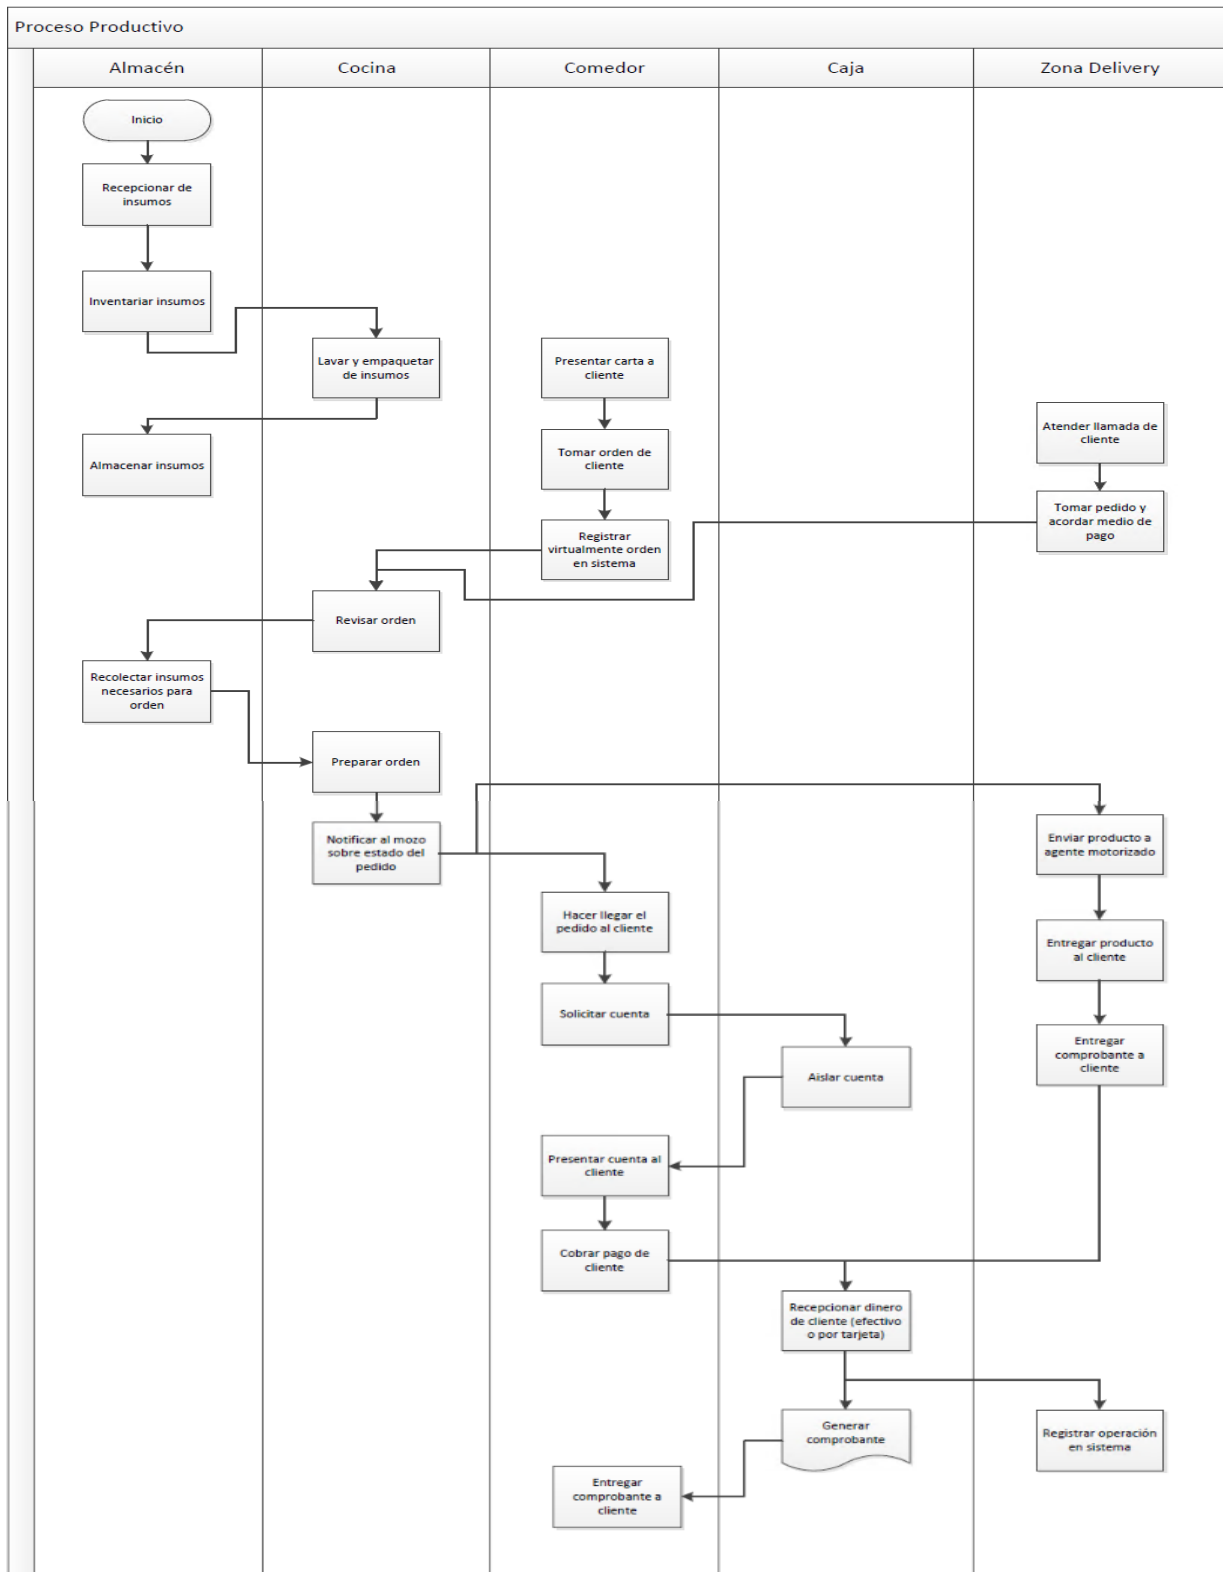 Proceso Productivo
Almacén
Cocina
Comedor
Caja
Zona Delivery
Inicio
Recepcionar de
insumos
Inventariar insumos
Lavar y empaquetar
de insumos
Presentar carta a
cliente
Atender llamada de
cliente
Almacenar insumos
Tomar orden de
cliente
Tomar pedido y
acordar medio de
pago
Registrar
virtualmente orden
en sistema
Revisar orden
Recolectar insumos
necesarios para
orden
Preparar orden
Notificar al mozo
sobre estado del
pedido
Enviar producto a
agente motorizado
Hacer llegar el
pedido al cliente
Entregar producto
al cliente
Solicitar cuenta
Entregar
comprobante a
cliente
Aislar cuenta
Presentar cuenta al
cliente
Cobrar pago de
cliente
Recepcionar dinero
de cliente (efectivo
o por tarjeta)
Generar
comprobante
Registrar operación
en sistema
Entregar
comprobante a
cliente